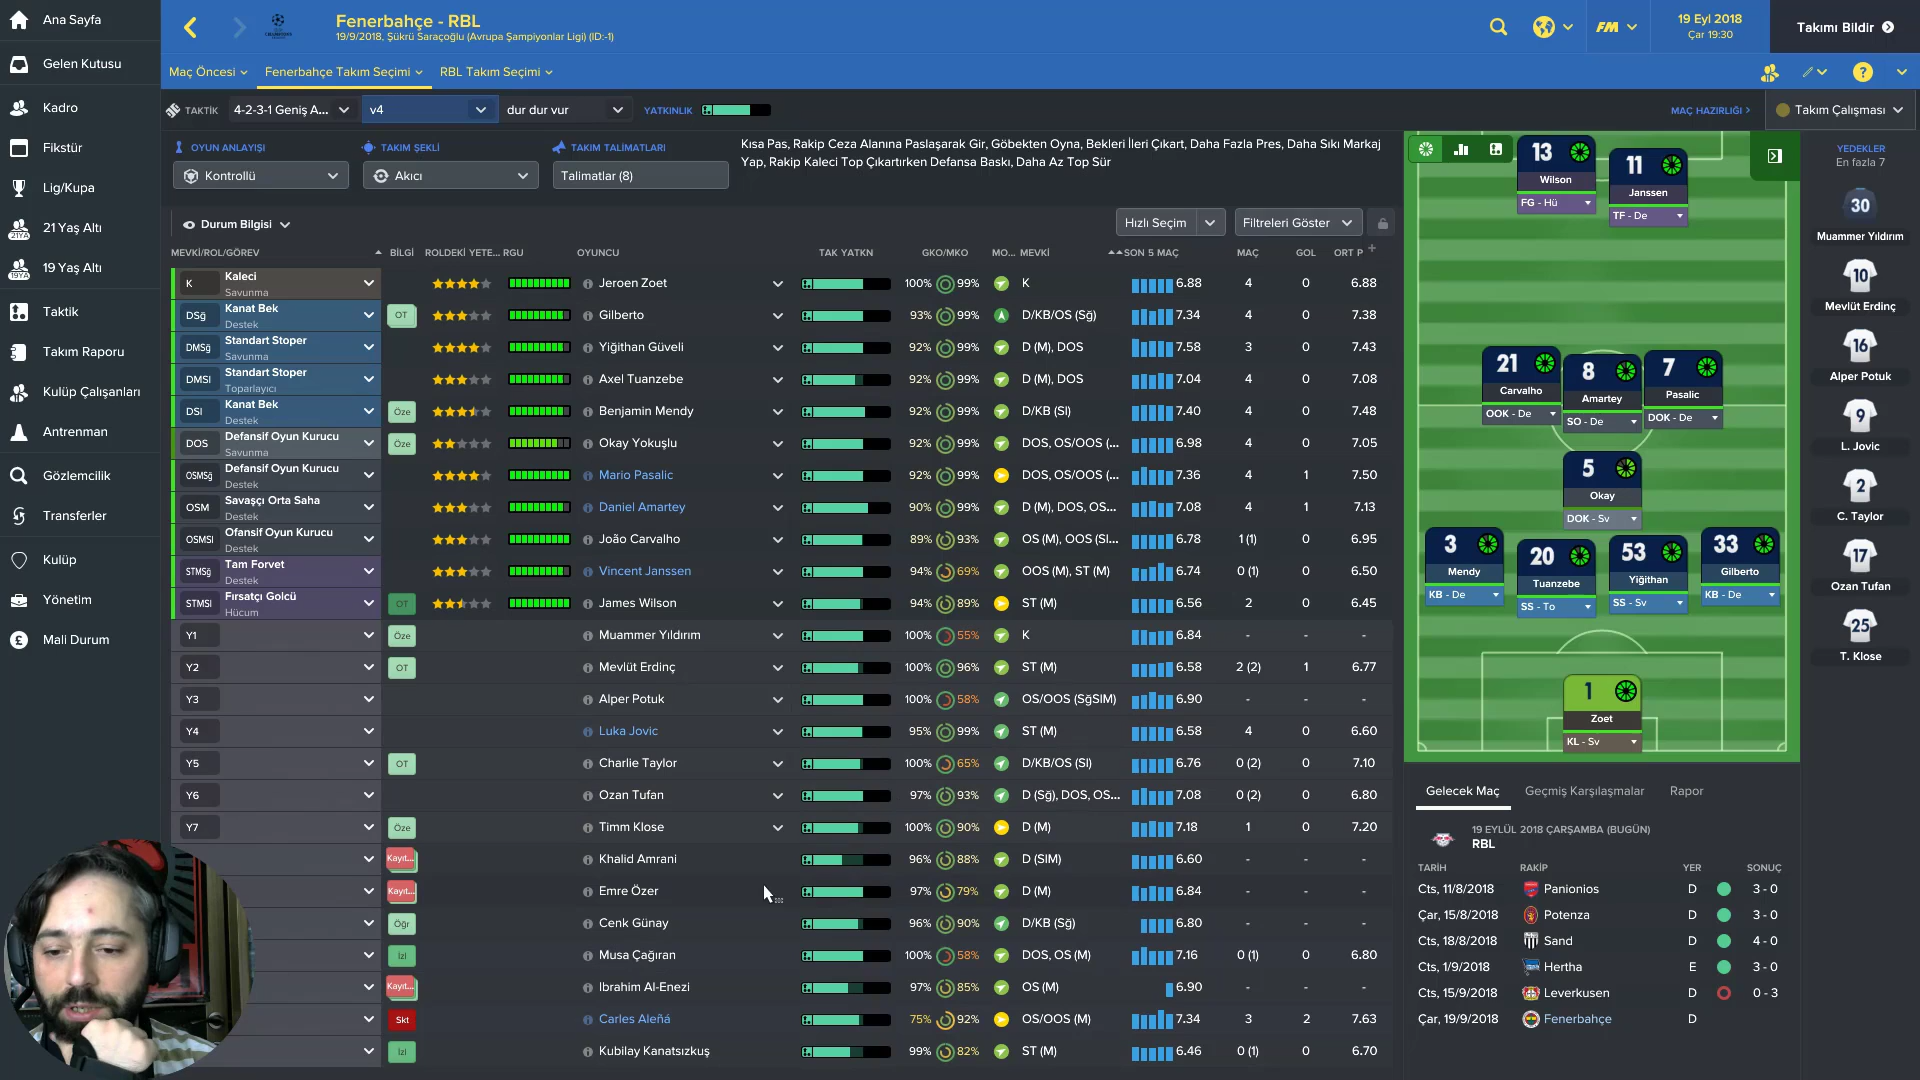 Ana Sayfa
Gelen Kutusu
Kadro
Fikstür
Lig/Kupa
21 Yaş Altı
19 Yaş Altı
Taktik
Takım Raporu
Kulüp Çalışanları
Antrenman
Gözlemcilik
Transferler
Kulüp
Yönetim
Mali Durum
Fenerbahçe - RBL
19/9/2018, Şükrü Saraçoğlu (Avrupa Şampiyonlar Ligi) (ID:-1)
FM
19 Eyl 2018
Çar 19:30
Takımı Bildir
Maç Öncesi
Fenerbahçe Takım Seçimi
RBL Takım Seçimi
TAKTİK
4-2-3-1 Geniş A...
v4
dur dur vur
YATKINLIK
MAÇ HAZIRLIĞI >
Takım Çalışması
OYUN ANLAYIŞI
Kontrollü
TAKIM ŞEKLİ
Akıcı
TAKIM TALİMATLARI
Talimatlar (8)
Kısa Pas, Rakip Ceza Alanına Paslaşarak Gir, Göbekten Oyna, Bekleri İleri Çıkart, Daha Fazla Pres, Daha Sıkı Markaj
Yap, Rakip Kaleci Top Çıkartırken Defansa Baskı, Daha Az Top Sür
Durum Bilgisi
Hızlı Seçim
Filtreleri Göster
MEVKİ/ROL/GÖREV BİLGİ ROLDEKİ YETE... RGU OYUNCU TAK YATKN GKO/MKO MO... MEVKİ SON 5 MAÇ MAÇ GOL ORT P
K Kaleci Savunma Jeroen Zoet 100% 99% K 6.88 4 0 6.88
DSğ Kanat Bek Destek OT Gilberto 93% 99% D/KB/OS (Sğ) 7.34 4 0 7.38
DMSğ Standart Stoper Savunma Yiğithan Güveli 92% 99% D (M), DOS 7.58 3 0 7.43
DMSl Standart Stoper Toparlayıcı Axel Tuanzebe 92% 99% D (M), DOS 7.04 4 0 7.08
DSl Kanat Bek Destek Öze Benjamin Mendy 92% 99% D/KB (Sl) 7.40 4 0 7.48
DOS Defansif Oyun Kurucu Savunma Öze Okay Yokuşlu 92% 99% DOS, OS/OOS (... 6.98 4 0 7.05
OSMSğ Defansif Oyun Kurucu Destek Mario Pasalic 92% 99% DOS, OS/OOS (... 7.36 4 1 7.50
OSM Savaşçı Orta Saha Destek Daniel Amartey 90% 99% D (M), DOS, OS... 7.08 4 1 7.13
OSMSl Ofansif Oyun Kurucu Destek João Carvalho 89% 93% OS (M), OOS (Sl... 6.78 1 (1) 0 6.95
STMSğ Tam Forvet Destek Vincent Janssen 94% 69% OOS (M), ST (M) 6.74 0 (1) 0 6.50
STMSl Fırsatçı Golcü Hücum OT James Wilson 94% 89% ST (M) 6.56 2 0 6.45
Y1 Öze Muammer Yıldırım 100% 55% K 6.84 - - -
Y2 OT Mevlüt Erdinç 100% 96% ST (M) 6.58 2 (2) 1 6.77
Y3 Alper Potuk 100% 58% OS/OOS (SğSlM) 6.90 - - -
Y4 Luka Jovic 95% 99% ST (M) 6.58 4 0 6.60
Y5 OT Charlie Taylor 100% 65% D/KB/OS (Sl) 6.76 0 (2) 0 7.10
Y6 Ozan Tufan 97% 93% D (Sğ), DOS, OS... 7.08 0 (2) 0 6.80
Y7 Öze Timm Klose 100% 90% D (M) 7.18 1 0 7.20
Kayıt... Khalid Amrani 96% 88% D (SlM) 6.60 - - -
Kayıt... Emre Özer 97% 79% D (M) 6.84 - - -
Öğr Cenk Günay 96% 90% D/KB (Sğ) 6.80 - - -
İzl Musa Çağıran 100% 58% DOS, OS (M) 7.16 0 (1) 0 6.80
Kayıt... Ibrahim Al-Enezi 97% 85% OS (M) 6.90 - - -
Skt Carles Aleñá 75% 92% OS/OOS (M) 7.34 3 2 7.63
İzl Kubilay Kanatsızkuş 99% 82% ST (M) 6.46 0 (1) 0 6.70
13 Wilson FG - Hü
11 Janssen TF - De
21 Carvalho OOK - De
8 Amartey SO - De
7 Pasalic DOK - De
5 Okay DOK - Sv
3 Mendy KB - De
20 Tuanzebe SS - To
53 Yiğithan SS - Sv
33 Gilberto KB - De
1 Zoet KL - Sv
YEDEKLER
En fazla 7
30
Muammer Yıldırım
10
Mevlüt Erdinç
16
Alper Potuk
9
L. Jovic
2
C. Taylor
17
Ozan Tufan
25
T. Klose
Gelecek Maç
Geçmiş Karşılaşmalar
Rapor
19 EYLÜL 2018 ÇARŞAMBA (BUGÜN)
RBL
TARİH RAKİP YER SONUÇ
Cts, 11/8/2018 Panionios D 3 - 0
Çar, 15/8/2018 Potenza D 3 - 0
Cts, 18/8/2018 Sand D 4 - 0
Cts, 1/9/2018 Hertha E 3 - 0
Cts, 15/9/2018 Leverkusen D 0 - 3
Çar, 19/9/2018 Fenerbahçe D